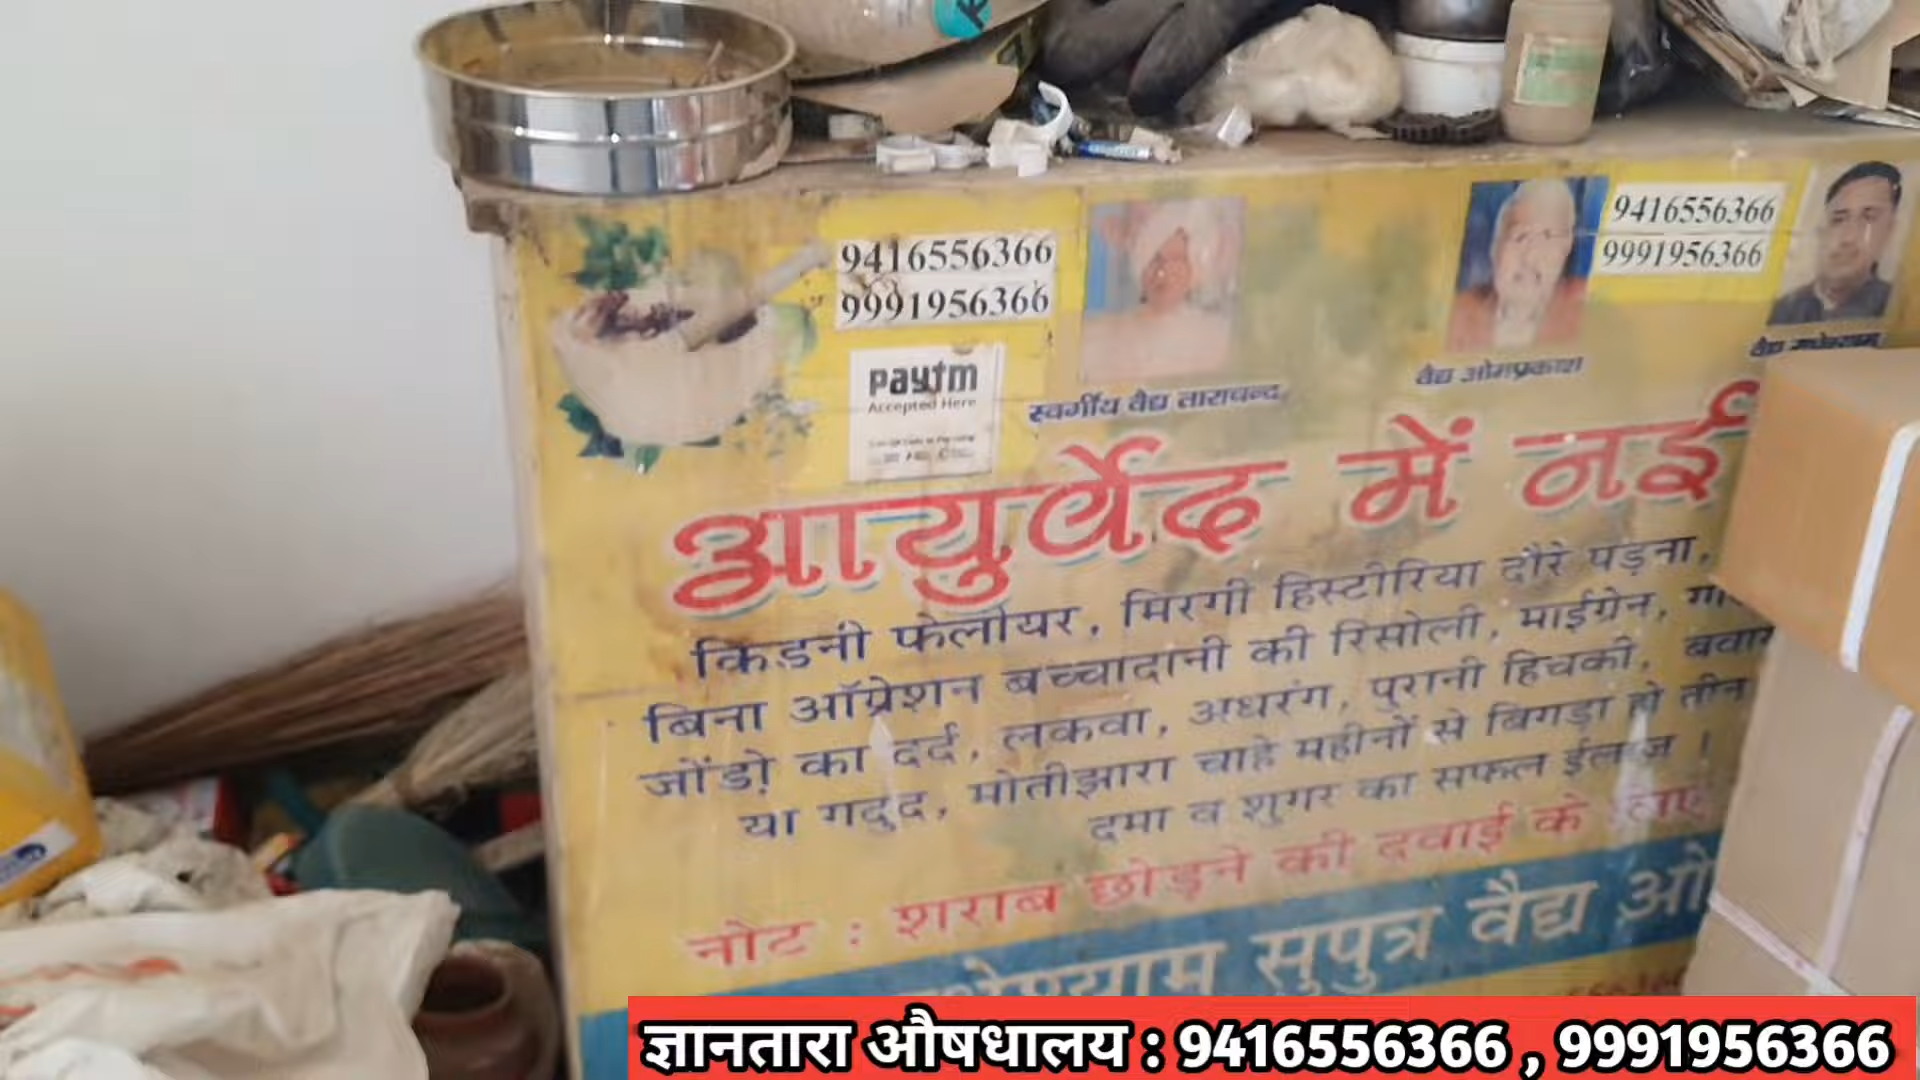 9416556366
9991956366
paytm
Accepted Here
स्वर्गीय वैद्य ताराचन्द
वैद्य ओमप्रकाश
9416556366
9991956366
वैद्य राधेश्याम
आयुर्वेद में नई
किडनी फेलीयर, मिरगी हिस्टीरिया दौरे पड़ना,
बिना ऑप्रेशन बच्चादानी की रिसोली, माईग्रेन,
जोंडो़ का दर्द, लकवा, अधरंग, पुरानी हिचकी,
या गदुद, मोतीझारा चाहे महीनों से बिगड़ा हो तीन
दमा व शुगर का सफल ईलाज ।
नोट : शराब छोड़ने की दवाई के लिए
सुपुत्र वैद्य
ज्ञानतारा औषधालय : 9416556366 , 9991956366